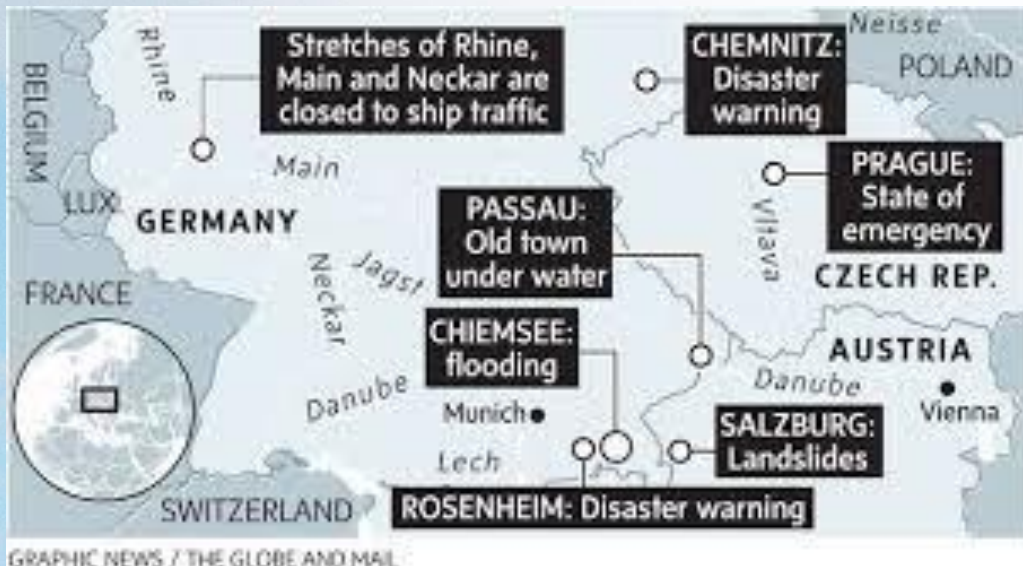 Rhine
Stretches of Rhine,
Main and Neckar are
closed to ship traffic
CHEMNITZ:
Disaster
warning
Neisse
POLAND
BELGIUM
Main
PRAGUE:
State of
emergency
LUX.
GERMANY
PASSAU:
Old town
under water
Vltava
CZECH REP.
Jagst
Neckar
FRANCE
CHIEMSEE:
flooding
AUSTRIA
Danube
Danube
Munich
Vienna
SALZBURG:
Landslides
Lech
SWITZERLAND
ROSENHEIM: Disaster warning
GRAPHIC NEWS / THE GLOBE AND MAIL